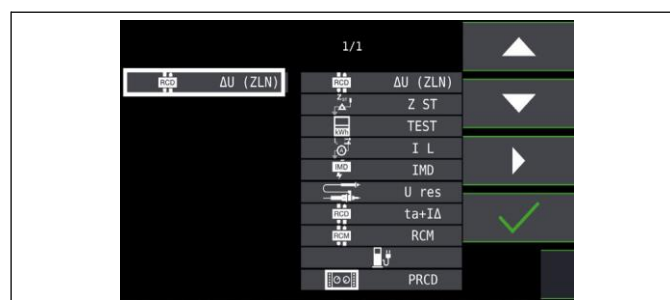 1/1
RCD ΔU (ZLN)
RCD ΔU (ZLN)
Z ST
kWh TEST
I L
IMD IMD
U res
RCD ta+IΔ
RCM RCM
PRCD